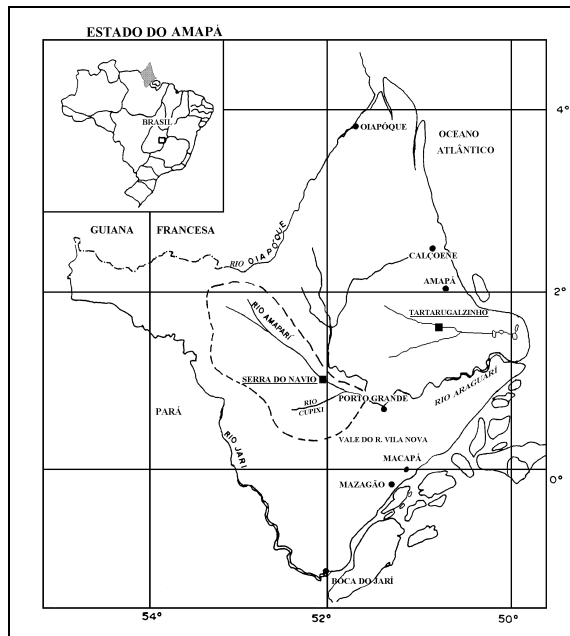 ESTADO DO AMAPÁ
BRASIL
4°
OIAPÓQUE
OCEANO
ATLÂNTICO
GUIANA FRANCESA
RIO OIAPOQUE
CALÇOENE
AMAPÁ
2°
TARTARUGALZINHO
RIO AMAPARÍ
SERRA DO NAVIO
PORTO GRANDE
RIO ARAGUARÍ
RIO
CUPIXI
PARÁ
VALE DO R. VILA NOVA
RIO JARI
MACAPÁ
0°
MAZAGÃO
BOCA DO JARÍ
54° 52° 50°